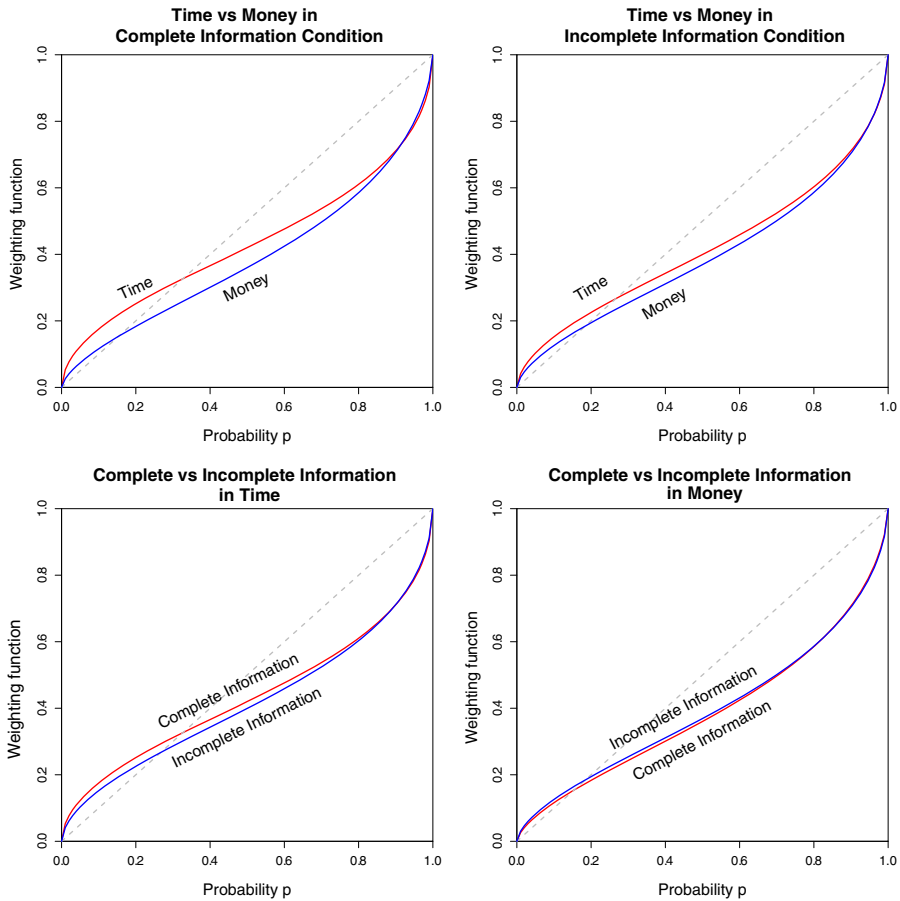 Time vs Money in
Complete Information Condition
Weighting function
1.0
0.8
0.6
0.4
0.2
0.0
Time
Money
0.0 0.2 0.4 0.6 0.8 1.0
Probability p
Time vs Money in
Incomplete Information Condition
Weighting function
1.0
0.8
0.6
0.4
0.2
0.0
Time
Money
0.0 0.2 0.4 0.6 0.8 1.0
Probability p
Complete vs Incomplete Information
in Time
Weighting function
1.0
0.8
0.6
0.4
0.2
0.0
Complete Information
Incomplete Information
0.0 0.2 0.4 0.6 0.8 1.0
Probability p
Complete vs Incomplete Information
in Money
Weighting function
1.0
0.8
0.6
0.4
0.2
0.0
Incomplete Information
Complete Information
0.0 0.2 0.4 0.6 0.8 1.0
Probability p